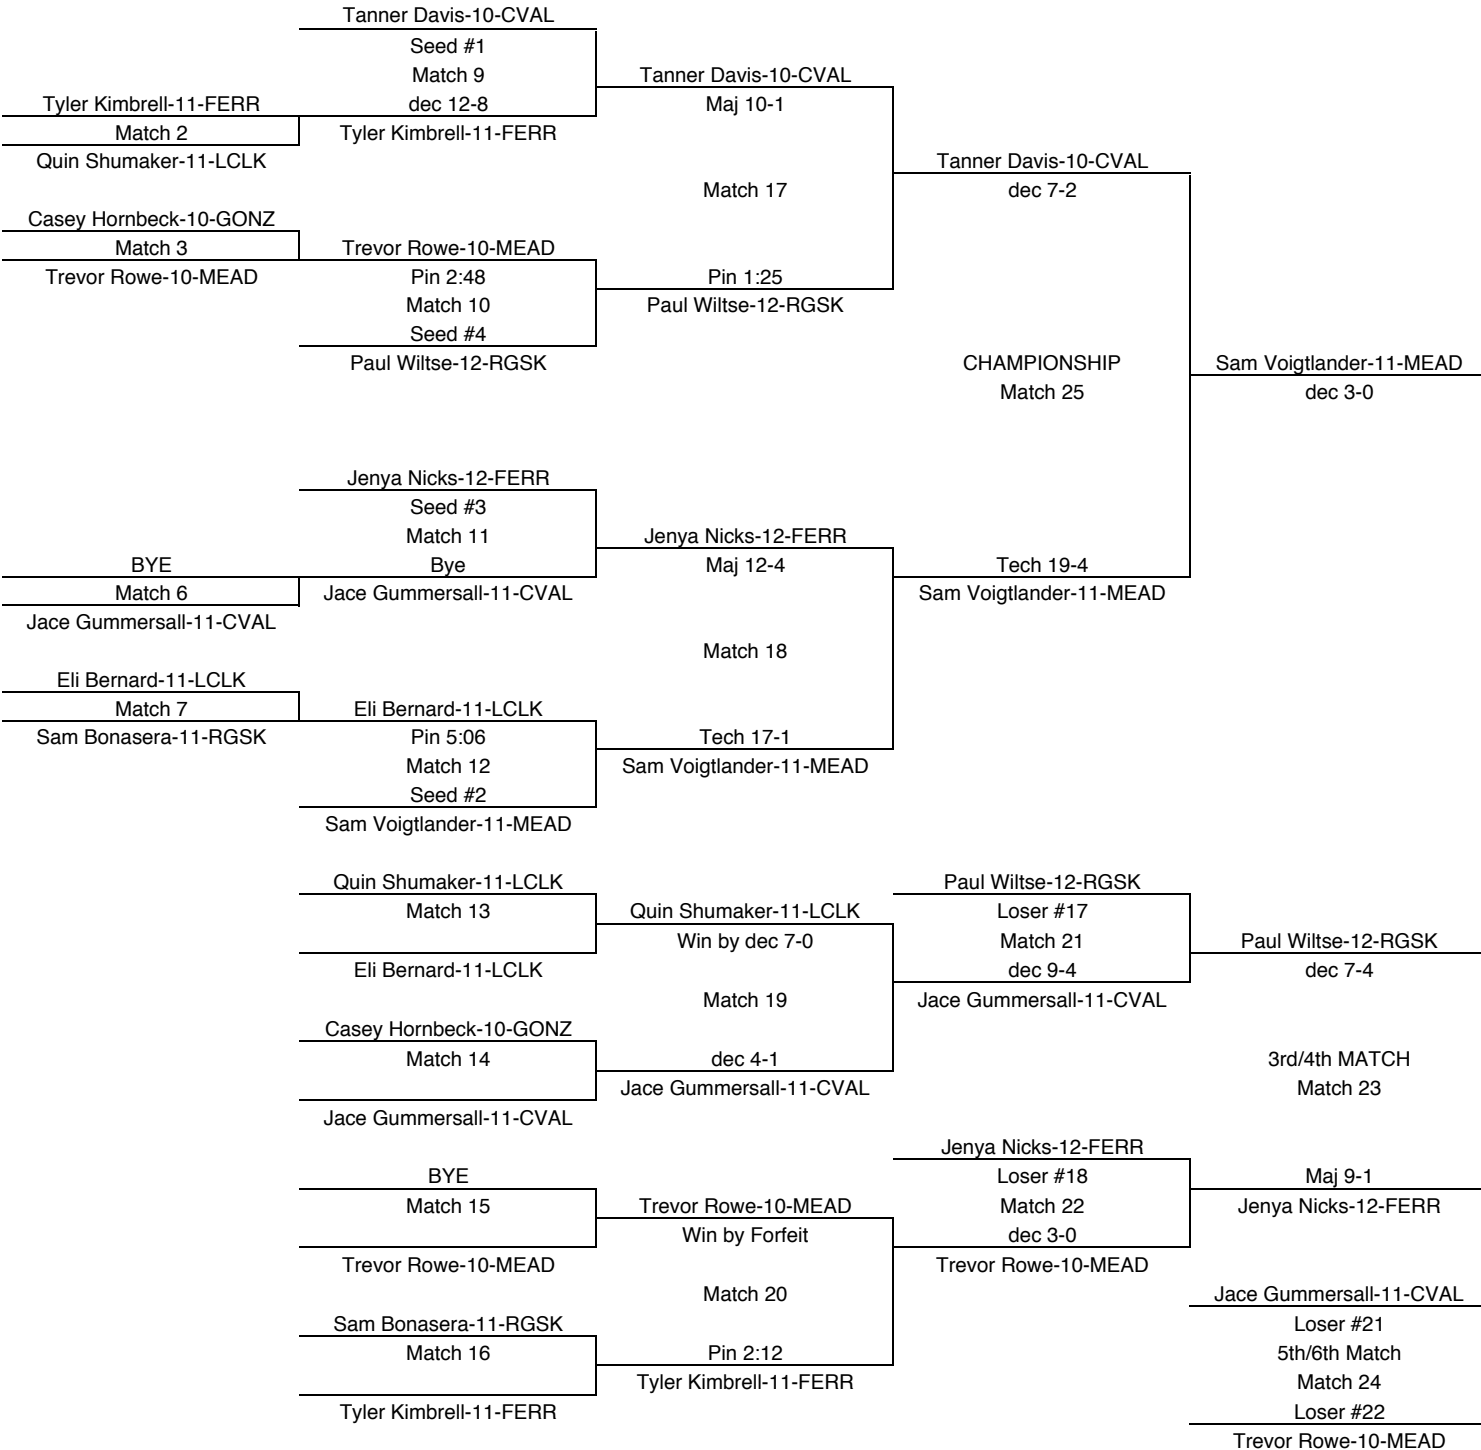 Tanner Davis-10-CVAL
Seed #1
Match 9
Tanner Davis-10-CVAL
Tyler Kimbrell-11-FERR
dec 12-8
Maj 10-1
Match 2
Tyler Kimbrell-11-FERR
Quin Shumaker-11-LCLK
Tanner Davis-10-CVAL
Match 17
dec 7-2
Casey Hornbeck-10-GONZ
Match 3
Trevor Rowe-10-MEAD
Trevor Rowe-10-MEAD
Pin 2:48
Pin 1:25
Match 10
Paul Wiltse-12-RGSK
Seed #4
Paul Wiltse-12-RGSK
CHAMPIONSHIP
Sam Voigtlander-11-MEAD
Match 25
dec 3-0
Jenya Nicks-12-FERR
Seed #3
Match 11
Jenya Nicks-12-FERR
BYE
Bye
Maj 12-4
Tech 19-4
Match 6
Jace Gummersall-11-CVAL
Sam Voigtlander-11-MEAD
Jace Gummersall-11-CVAL
Match 18
Eli Bernard-11-LCLK
Match 7
Eli Bernard-11-LCLK
Sam Bonasera-11-RGSK
Pin 5:06
Tech 17-1
Match 12
Sam Voigtlander-11-MEAD
Seed #2
Sam Voigtlander-11-MEAD
Quin Shumaker-11-LCLK
Paul Wiltse-12-RGSK
Match 13
Quin Shumaker-11-LCLK
Loser #17
Win by dec 7-0
Match 21
Paul Wiltse-12-RGSK
Eli Bernard-11-LCLK
dec 9-4
dec 7-4
Match 19
Jace Gummersall-11-CVAL
Casey Hornbeck-10-GONZ
Match 14
dec 4-1
3rd/4th MATCH
Jace Gummersall-11-CVAL
Match 23
Jace Gummersall-11-CVAL
Jenya Nicks-12-FERR
BYE
Loser #18
Maj 9-1
Match 15
Trevor Rowe-10-MEAD
Match 22
Jenya Nicks-12-FERR
Win by Forfeit
dec 3-0
Trevor Rowe-10-MEAD
Trevor Rowe-10-MEAD
Match 20
Jace Gummersall-11-CVAL
Sam Bonasera-11-RGSK
Loser #21
Match 16
Pin 2:12
5th/6th Match
Tyler Kimbrell-11-FERR
Match 24
Tyler Kimbrell-11-FERR
Loser #22
Trevor Rowe-10-MEAD